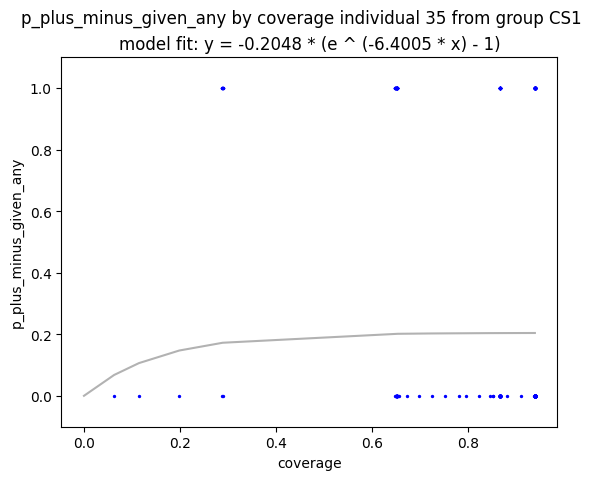 p_plus_minus_given_any by coverage individual 35 from group CS1
model fit: y = -0.2048 * (e ^ (-6.4005 * x) - 1)
1.0
0.8
0.6
0.4
0.2
0.0
p_plus_minus_given_any
0.0 0.2 0.4 0.6 0.8
coverage